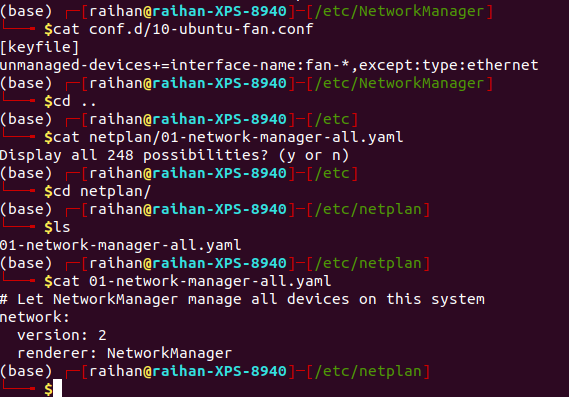 (base) ┌─[raihan@raihan-XPS-8940]─[/etc/NetworkManager]
└──╼ $cat conf.d/10-ubuntu-fan.conf
[keyfile]
unmanaged-devices+=interface-name:fan-*,except:type:ethernet
(base) ┌─[raihan@raihan-XPS-8940]─[/etc/NetworkManager]
└──╼ $cd ..
(base) ┌─[raihan@raihan-XPS-8940]─[/etc]
└──╼ $cat netplan/01-network-manager-all.yaml
Display all 248 possibilities? (y or n)
(base) ┌─[raihan@raihan-XPS-8940]─[/etc]
└──╼ $cd netplan/
(base) ┌─[raihan@raihan-XPS-8940]─[/etc/netplan]
└──╼ $ls
01-network-manager-all.yaml
(base) ┌─[raihan@raihan-XPS-8940]─[/etc/netplan]
└──╼ $cat 01-network-manager-all.yaml
# Let NetworkManager manage all devices on this system
network:
  version: 2
  renderer: NetworkManager
(base) ┌─[raihan@raihan-XPS-8940]─[/etc/netplan]
└──╼ $